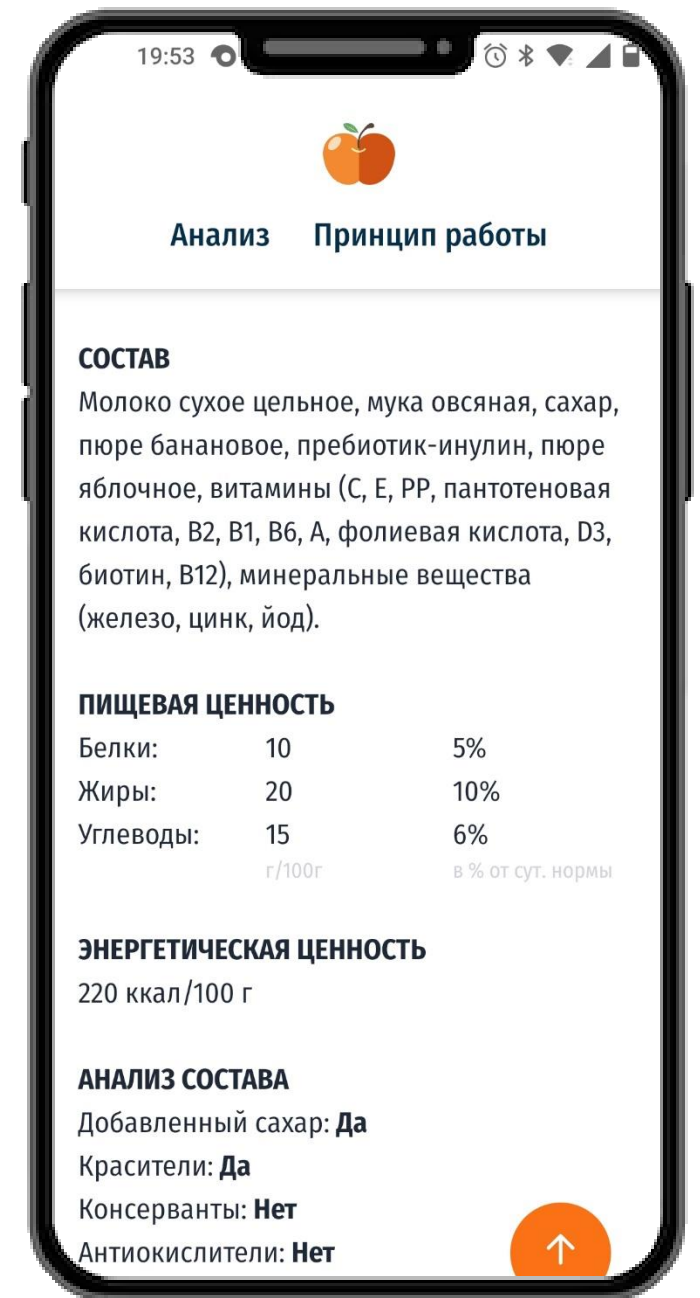 19:53
Анализ Принцип работы
СОСТАВ
Молоко сухое цельное, мука овсяная, сахар,
пюре банановое, пребиотик-инулин, пюре
яблочное, витамины (С, Е, РР, пантотеновая
кислота, В2, В1, В6, А, фолиевая кислота, D3,
биотин, В12), минеральные вещества
(железо, цинк, йод).
ПИЩЕВАЯ ЦЕННОСТЬ
Белки: 10 5%
Жиры: 20 10%
Углеводы: 15 6%
г/100г в % от сут. нормы
ЭНЕРГЕТИЧЕСКАЯ ЦЕННОСТЬ
220 ккал/100 г
АНАЛИЗ СОСТАВА
Добавленный сахар: Да
Красители: Да
Консерванты: Нет
Антиокислители: Нет